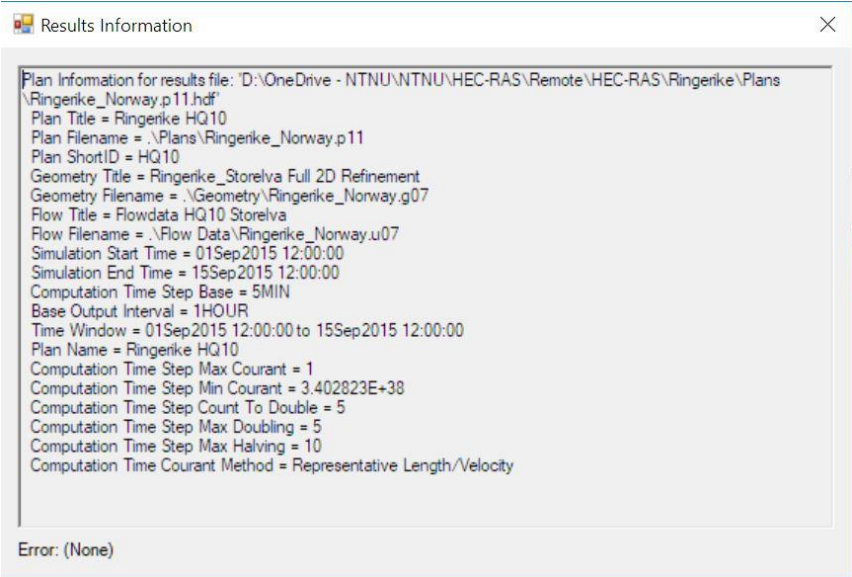 Results Information
Plan Information for results file: 'D:\OneDrive - NTNU\NTNU\HEC-RAS\Remote\HEC-RAS\Ringerike\Plans
\Ringerike_Norway.p11.hdf'
Plan Title = Ringerike HQ10
Plan Filename = .\Plans\Ringerike_Norway.p11
Plan ShortID = HQ10
Geometry Title = Ringerike_Storelva Full 2D Refinement
Geometry Filename = .\Geometry\Ringerike_Norway.g07
Flow Title = Flowdata HQ10 Storelva
Flow Filename = .\Flow Data\Ringerike_Norway.u07
Simulation Start Time = 01Sep2015 12:00:00
Simulation End Time = 15Sep2015 12:00:00
Computation Time Step Base = 5MIN
Base Output Interval = 1HOUR
Time Window = 01Sep2015 12:00:00 to 15Sep2015 12:00:00
Plan Name = Ringerike HQ10
Computation Time Step Max Courant = 1
Computation Time Step Min Courant = 3.402823E+38
Computation Time Step Count To Double = 5
Computation Time Step Max Doubling = 5
Computation Time Step Max Halving = 10
Computation Time Courant Method = Representative Length/Velocity
Error: (None)